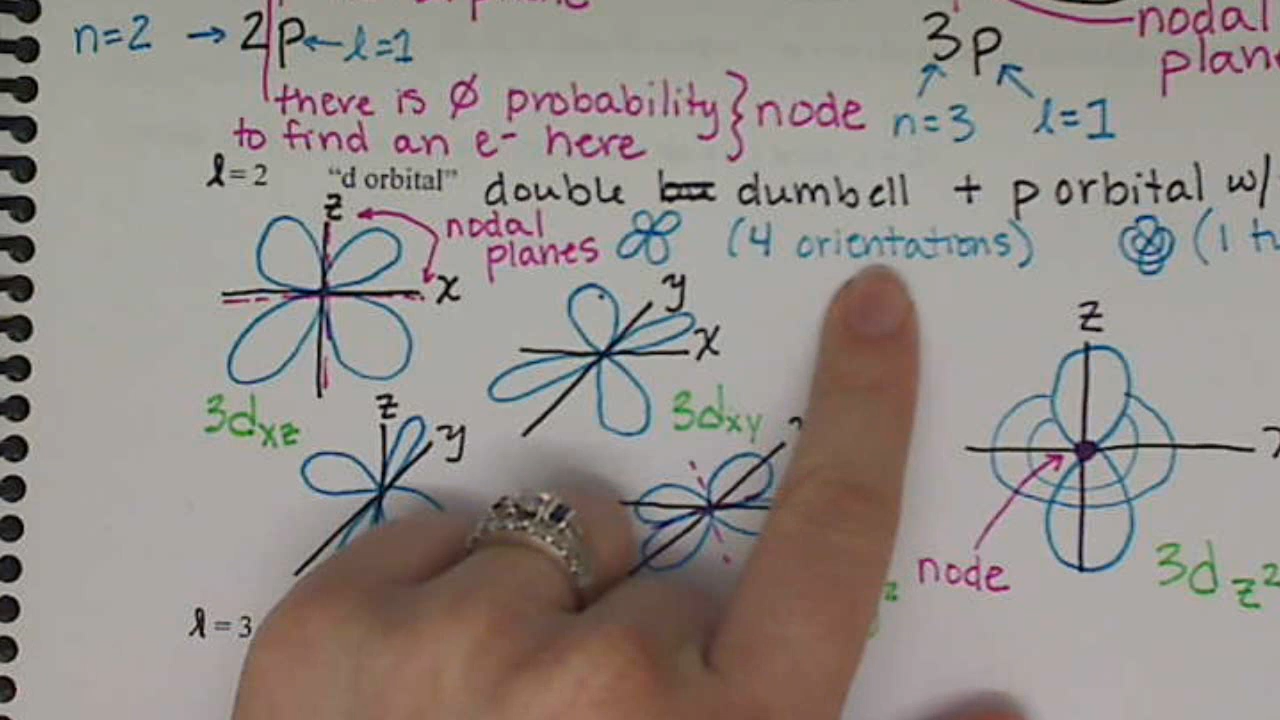 n=2 → 2p ← l=1
3p
nodal
n=3 l=1
there is ∅ probability } node
to find an e- here
l = 2 "d orbital" double dumbell + p orbital w/
z nodal planes (4 orientations) (1
x
y
x
z
3dxz
3dxy
z
y
node
3dz²
l = 3